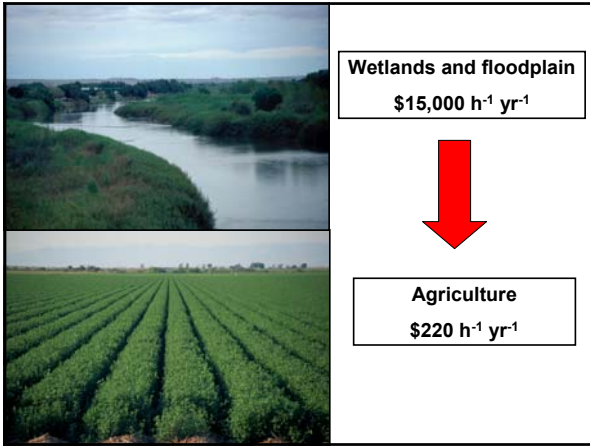 Wetlands and floodplain
$15,000 h⁻¹ yr⁻¹
Agriculture
$220 h⁻¹ yr⁻¹